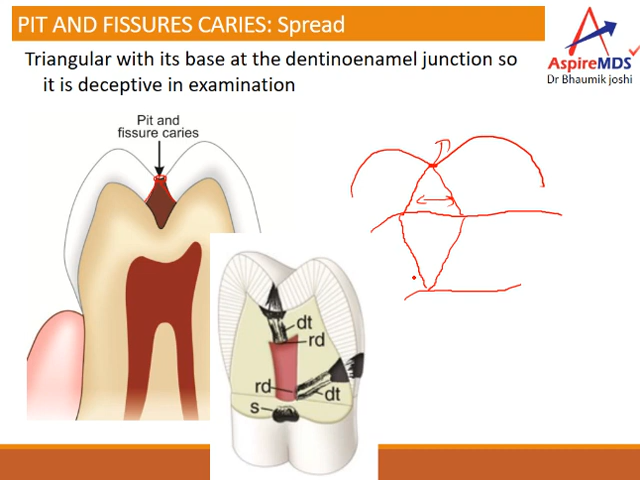 PIT AND FISSURES CARIES: Spread
AspireMDS
Dr Bhaumik joshi
Triangular with its base at the dentinoenamel junction so
it is deceptive in examination
Pit and
fissure caries
dt
rd
rd
dt
s